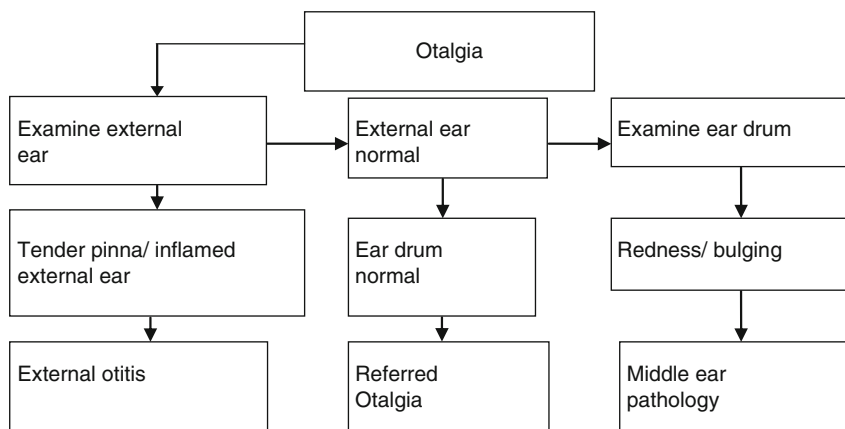 Otalgia
Examine external
ear
External ear
normal
Examine ear drum
Tender pinna/ inflamed
external ear
Ear drum
normal
Redness/ bulging
External otitis
Referred
Otalgia
Middle ear
pathology